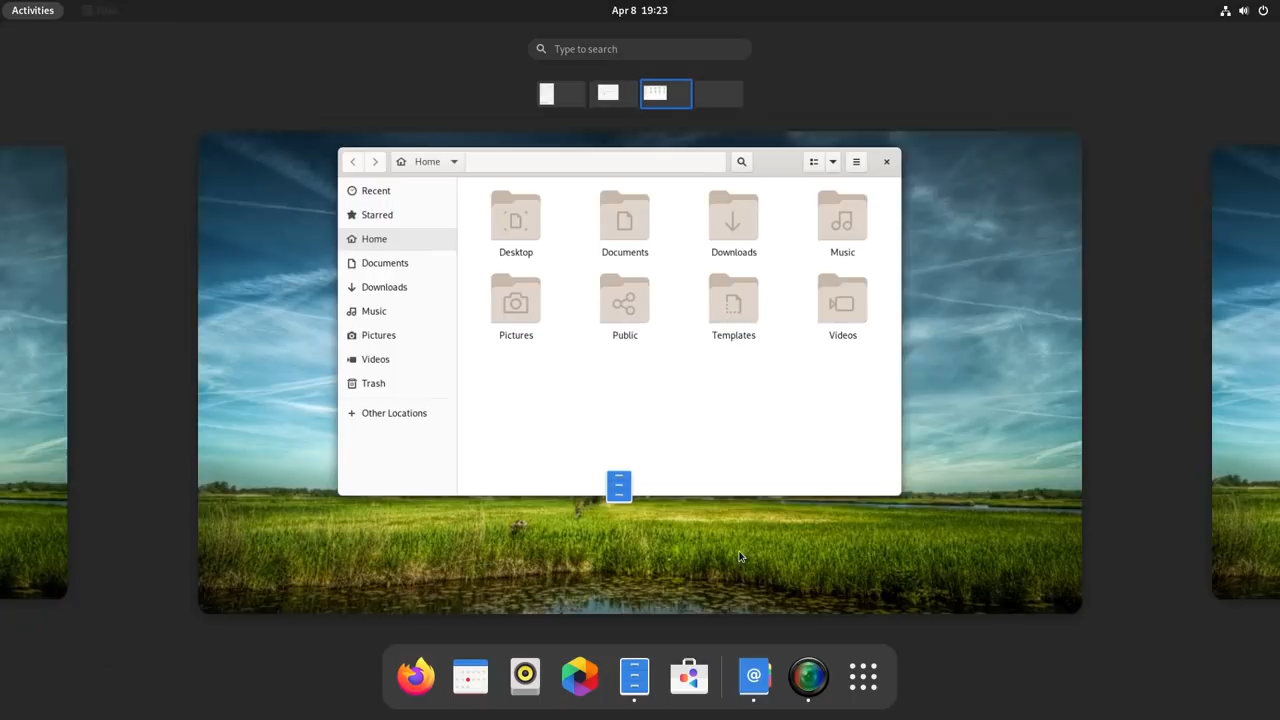 Activities
Apr 8 19:23
Type to search
Home
Recent
Starred
Home
Documents
Downloads
Music
Pictures
Videos
Trash
Other Locations
Desktop
Documents
Downloads
Music
Pictures
Public
Templates
Videos
@